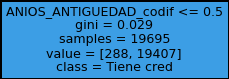 ANIOS_ANTIGUEDAD_codif <= 0.5
gini = 0.029
samples = 19695
value = [288, 19407]
class = Tiene cred